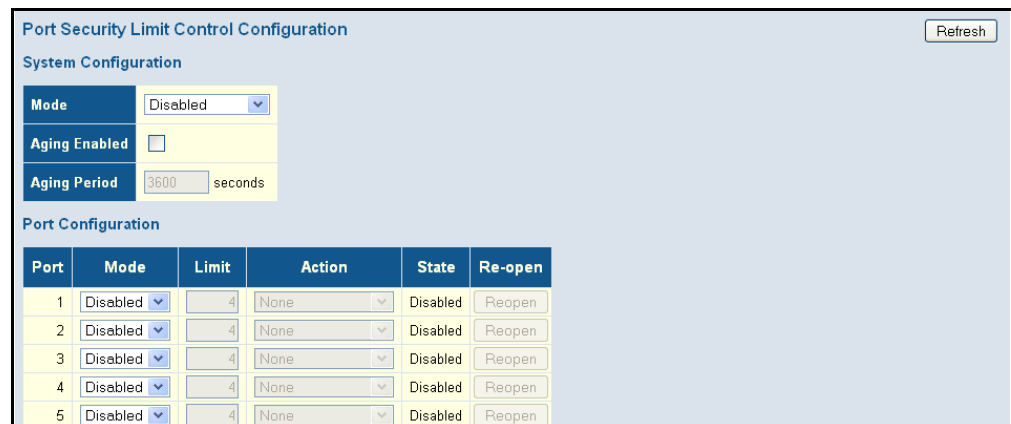 Port Security Limit Control Configuration
Refresh
System Configuration
Mode Disabled
Aging Enabled
Aging Period 3600 seconds
Port Configuration
Port Mode Limit Action State Re-open
1 Disabled 4 None Disabled Reopen
2 Disabled 4 None Disabled Reopen
3 Disabled 4 None Disabled Reopen
4 Disabled 4 None Disabled Reopen
5 Disabled 4 None Disabled Reopen